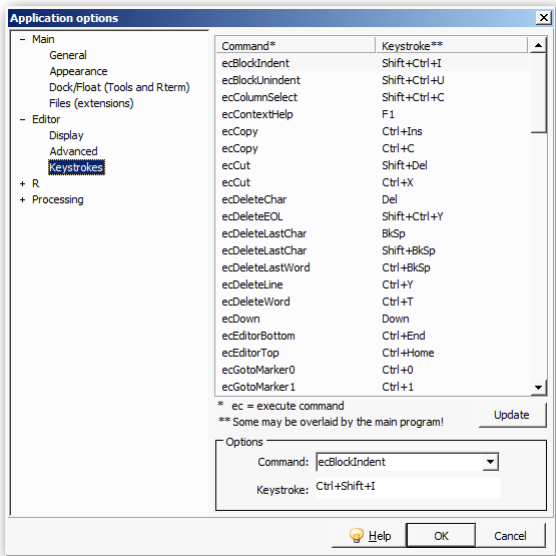 Application options
− Main
General
Appearance
Dock/Float (Tools and Rterm)
Files (extensions)
− Editor
Display
Advanced
Keystrokes
+ R
+ Processing
Command* Keystroke**
ecBlockIndent Shift+Ctrl+I
ecBlockUnindent Shift+Ctrl+U
ecColumnSelect Shift+Ctrl+C
ecContextHelp F1
ecCopy Ctrl+Ins
ecCopy Ctrl+C
ecCut Shift+Del
ecCut Ctrl+X
ecDeleteChar Del
ecDeleteEOL Shift+Ctrl+Y
ecDeleteLastChar BkSp
ecDeleteLastChar Shift+BkSp
ecDeleteLastWord Ctrl+BkSp
ecDeleteLine Ctrl+Y
ecDeleteWord Ctrl+T
ecDown Down
ecEditorBottom Ctrl+End
ecEditorTop Ctrl+Home
ecGotoMarker0 Ctrl+0
ecGotoMarker1 Ctrl+1
* ec = execute command
** Some may be overlaid by the main program!
Update
Options
Command: ecBlockIndent
Keystroke: Ctrl+Shift+I
Help OK Cancel